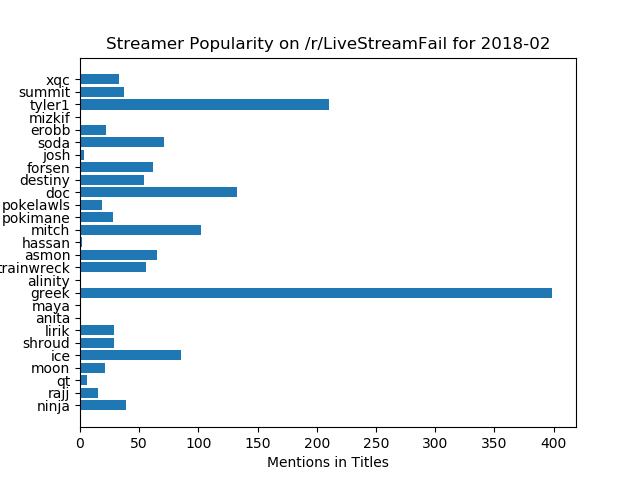 Streamer Popularity on /r/LiveStreamFail for 2018-02
xqc
summit
tyler1
mizkif
erobb
soda
josh
forsen
destiny
doc
pokelawls
pokimane
mitch
hassan
asmon
trainwreck
alinity
greek
maya
anita
lirik
shroud
ice
moon
qt
rajj
ninja
0 50 100 150 200 250 300 350 400
Mentions in Titles